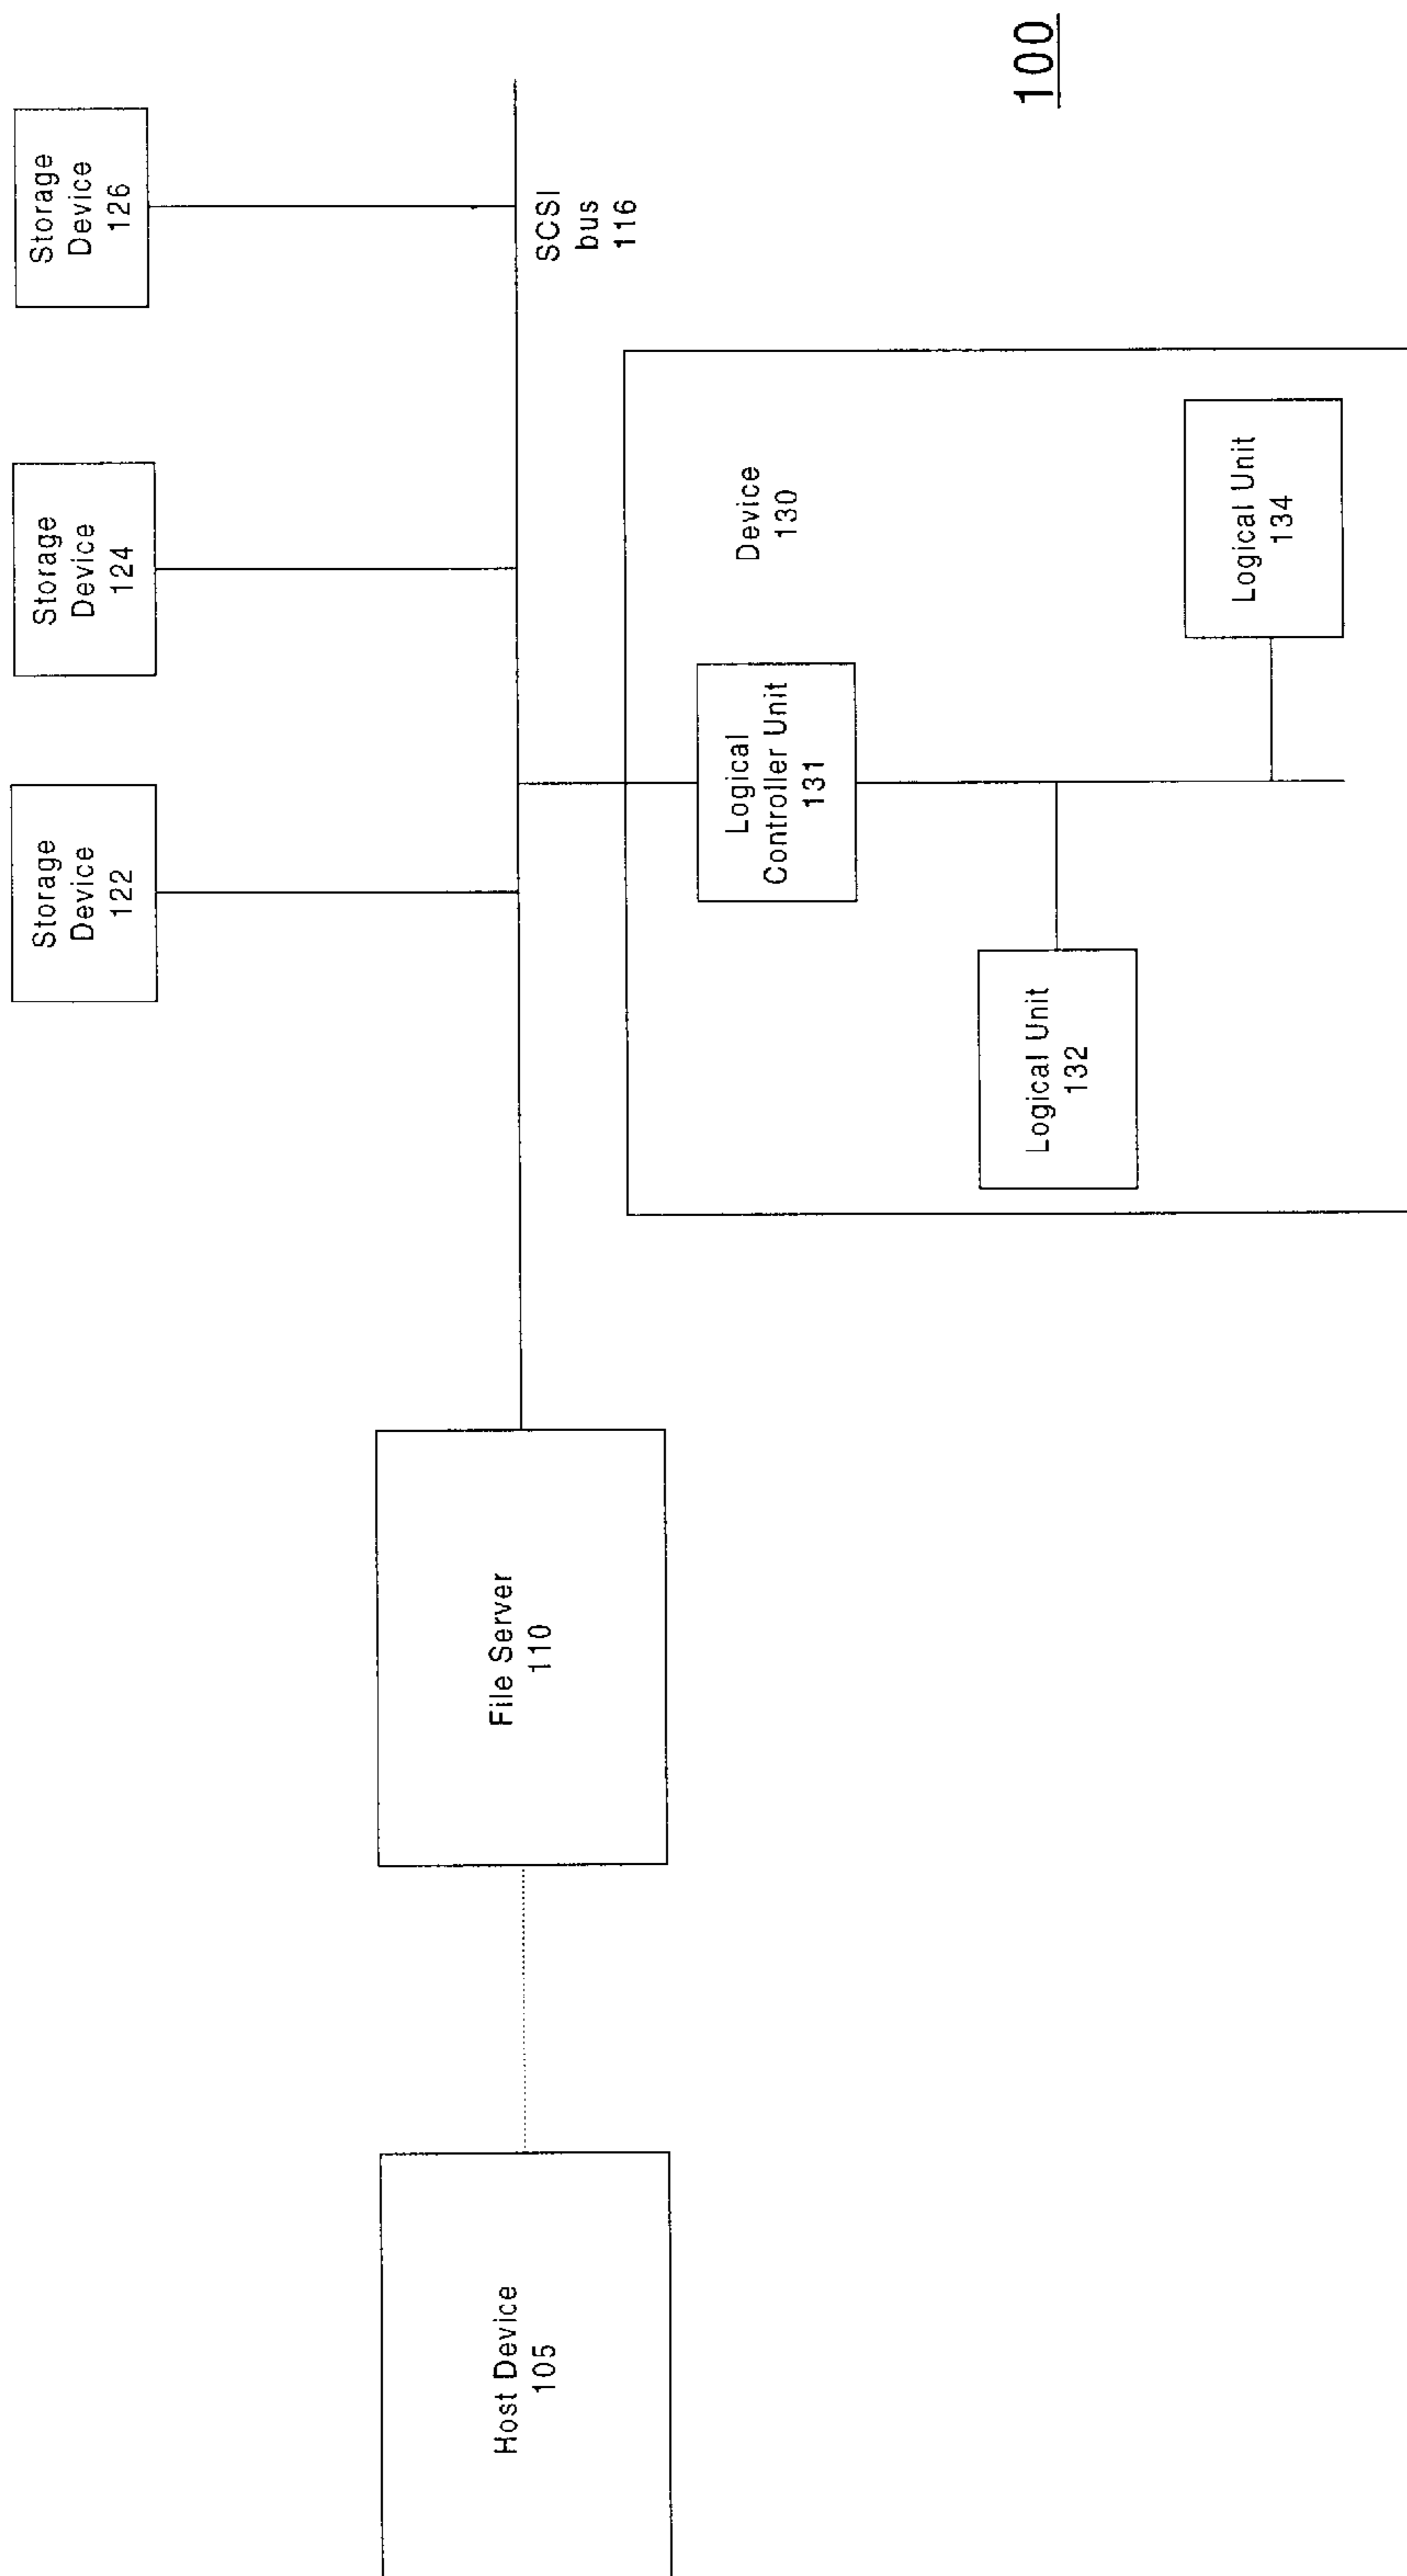 Storage
Device
122
Storage
Device
124
Storage
Device
126
Host Device
105
File Server
110
SCSI
bus
116
Logical
Controller Unit
131
Device
130
Logical Unit
132
Logical Unit
134
100